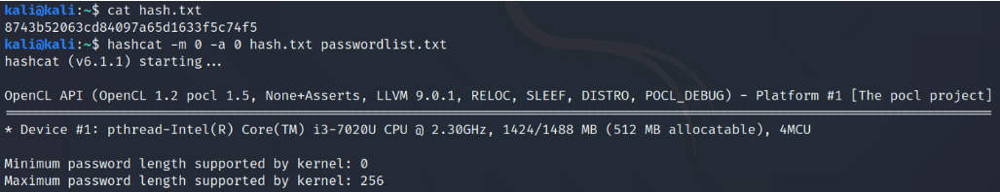 kali@kali:~$ cat hash.txt
8743b52063cd84097a65d1633f5c74f5
kali@kali:~$ hashcat -m 0 -a 0 hash.txt passwordlist.txt
hashcat (v6.1.1) starting...
OpenCL API (OpenCL 1.2 pocl 1.5, None+Asserts, LLVM 9.0.1, RELOC, SLEEF, DISTRO, POCL_DEBUG) - Platform #1 [The pocl project]
* Device #1: pthread-Intel(R) Core(TM) i3-7020U CPU @ 2.30GHz, 1424/1488 MB (512 MB allocatable), 4MCU
Minimum password length supported by kernel: 0
Maximum password length supported by kernel: 256